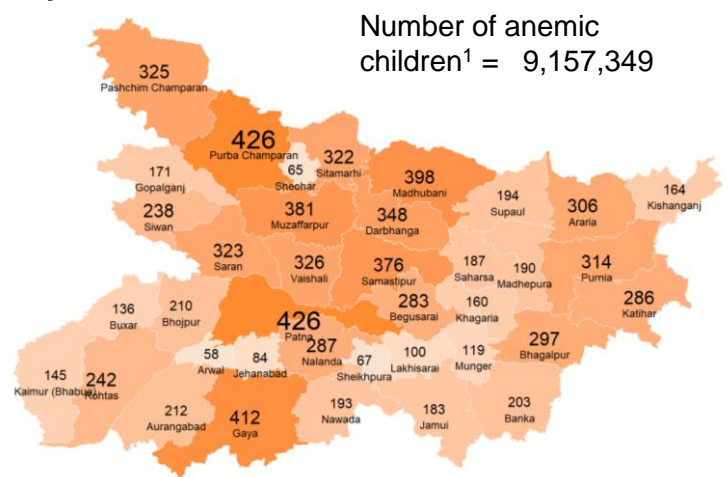 Number of anemic
children¹ = 9,157,349
325
Pashchim Champaran
426
Purba Champaran
65
Sheohar
322
Sitamarhi
398
Madhubani
171
Gopalganj
194
Supaul
306
Araria
164
Kishanganj
238
Siwan
381
Muzaffarpur
348
Darbhanga
323
Saran
326
Vaishali
376
Samastipur
187
Saharsa
190
Madhepura
314
Purnia
136
Buxar
210
Bhojpur
426
Patna
283
Begusarai
160
Khagaria
286
Katihar
145
Kaimur (Bhabua)
242
Rohtas
58
Arwal
84
Jehanabad
287
Nalanda
67
Sheikhpura
100
Lakhisarai
119
Munger
297
Bhagalpur
212
Aurangabad
412
Gaya
193
Nawada
183
Jamui
203
Banka